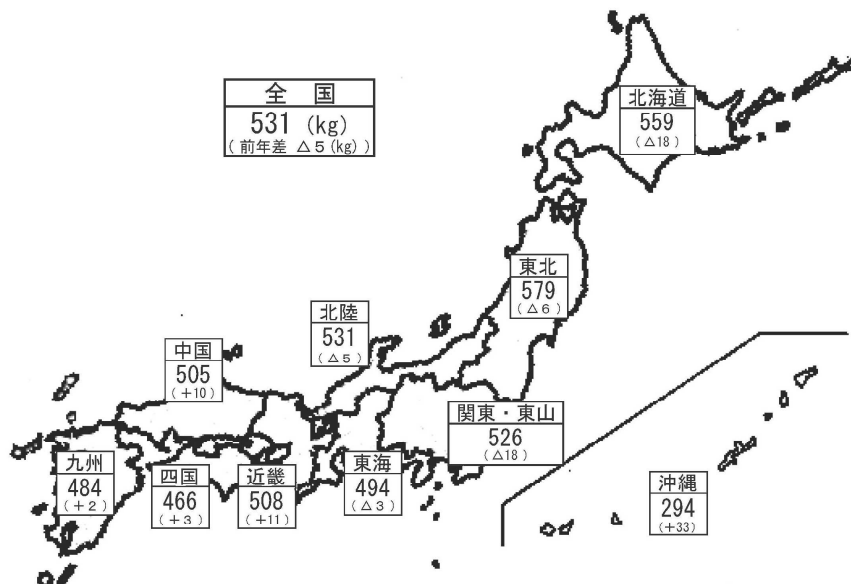 全 国
531 (kg)
( 前年差 △5(kg) )
北海道
559
(△18)
東北
579
(△6)
北陸
531
(△5)
中国
505
(+10)
関東・東山
526
(△18)
九州
484
(+2)
四国
466
(+3)
近畿
508
(+11)
東海
494
(△3)
沖縄
294
(+33)